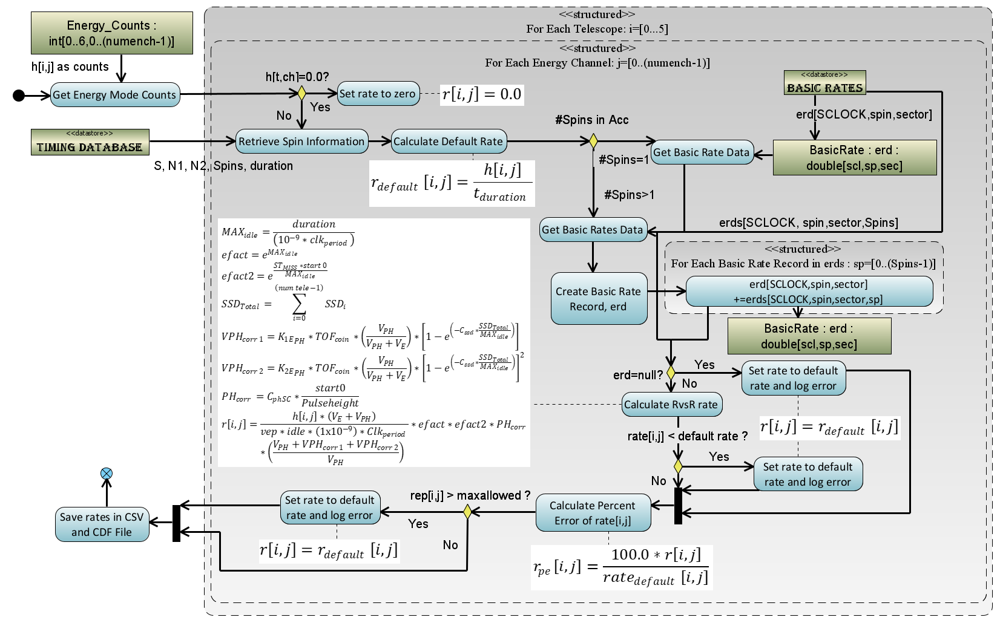 <<structured>>
For Each Telescope: i=[0...5]
Energy_Counts :
int[0..6,0..(numench-1)]
<<structured>>
For Each Energy Channel: j=[0..(numench-1)]
h[i,j] as counts
h[t,ch]=0.0?
Get Energy Mode Counts
Set rate to zero
r[i,j] = 0.0
<<datastore>>
BASIC RATES
No
Yes
erd[SCLOCK,spin,sector]
#Spins in Acc
<<datastore>>
TIMING DATABASE
Retrieve Spin Information
Calculate Default Rate
Get Basic Rate Data
BasicRate : erd :
double[scl,sp,sec]
#Spins=1
S, N1, N2, Spins, duration
r_default [i,j] = h[i,j] / t_duration
#Spins>1
Get Basic Rates Data
erds[SCLOCK, spin,sector,Spins]
MAX_idle = duration / (10^-9 * clk_period )
efact = e^MAX_idle
efact2 = e^(ST_MISS *start 0 / MAX_idle)
SSD_Total = ∑_(i=0)^(num tele-1) SSD_i
VPH_corr 1 = K_1E_PH * TOF_coin * (V_PH / V_PH + V_E) * [1 - e^(-C_ssd * SSD_Total / MAX_idle)]
VPH_corr 2 = K_2E_PH * TOF_coin * (V_PH / V_PH + V_E) * [1 - e^(-C_ssd * SSD_Total / MAX_idle)]^2
PH_corr = C_phSC * start0 / Pulseheight
r[i,j] = h[i,j] * (V_E + V_PH) / vep * idle * (1x10^-9) * Clk_period * efact * efact2 * PH_corr
* (V_PH + VPH_corr 1 + VPH_corr 2 / V_PH)
<<structured>>
For Each Basic Rate Record in erds : sp=[0..(Spins-1)]
Create Basic Rate
Record, erd
erd[SCLOCK,spin,sector]
+=erds[SCLOCK,spin,sector,sp]
BasicRate : erd :
double[scl,sp,sec]
erd=null?
Yes
No
Set rate to default
rate and log error
Calculate RvsR rate
r[i,j] = r_default [i,j]
rate[i,j] < default rate ?
Yes
No
Set rate to default
rate and log error
Calculate Percent
Error of rate[i,j]
r_pe [i,j] = 100.0 * r[i,j] / rate_default [i,j]
rep[i,j] > maxallowed ?
Yes
No
Set rate to default
rate and log error
r[i,j] = r_default [i,j]
Save rates in CSV
and CDF File